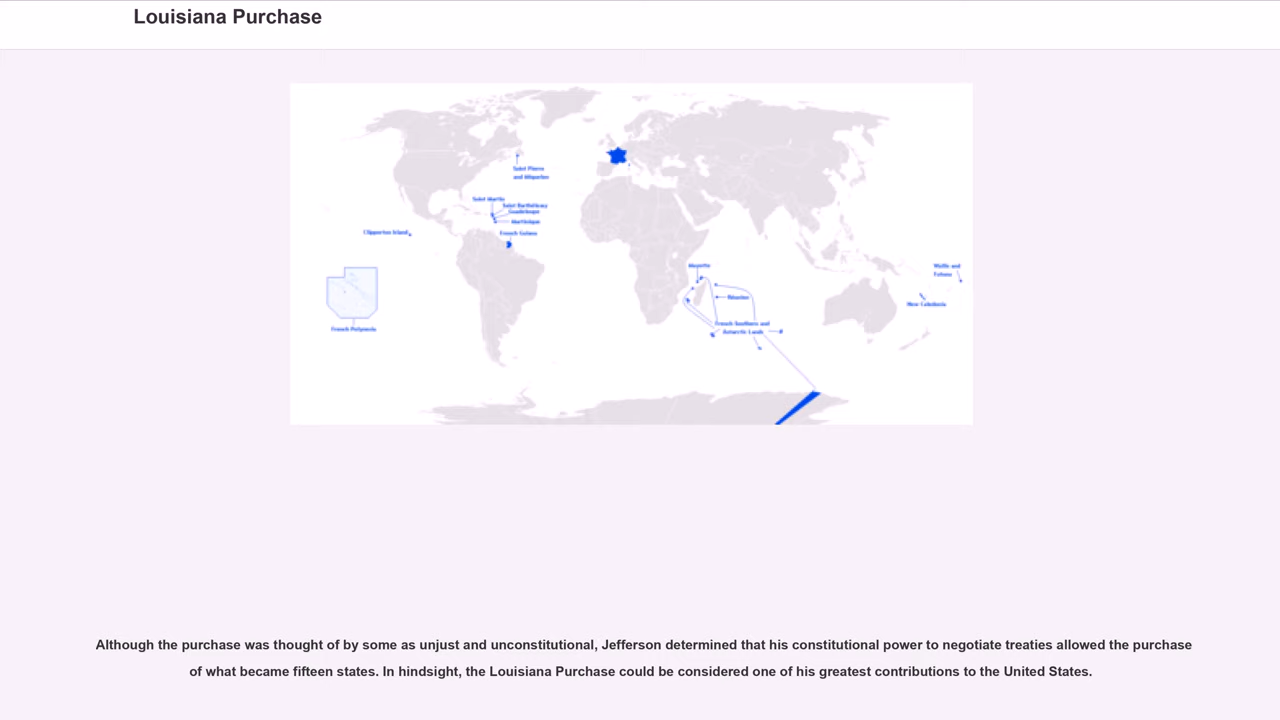 Louisiana Purchase
Saint Pierre
and Miquelon
Saint Martin
Saint Barthélemy
Guadeloupe
Martinique
Clipperton Island
French Guiana
Mayotte
Wallis and
Futuna
Réunion
New Caledonia
French Southern and
Antarctic Lands
French Polynesia
Although the purchase was thought of by some as unjust and unconstitutional, Jefferson determined that his constitutional power to negotiate treaties allowed the purchase
of what became fifteen states. In hindsight, the Louisiana Purchase could be considered one of his greatest contributions to the United States.